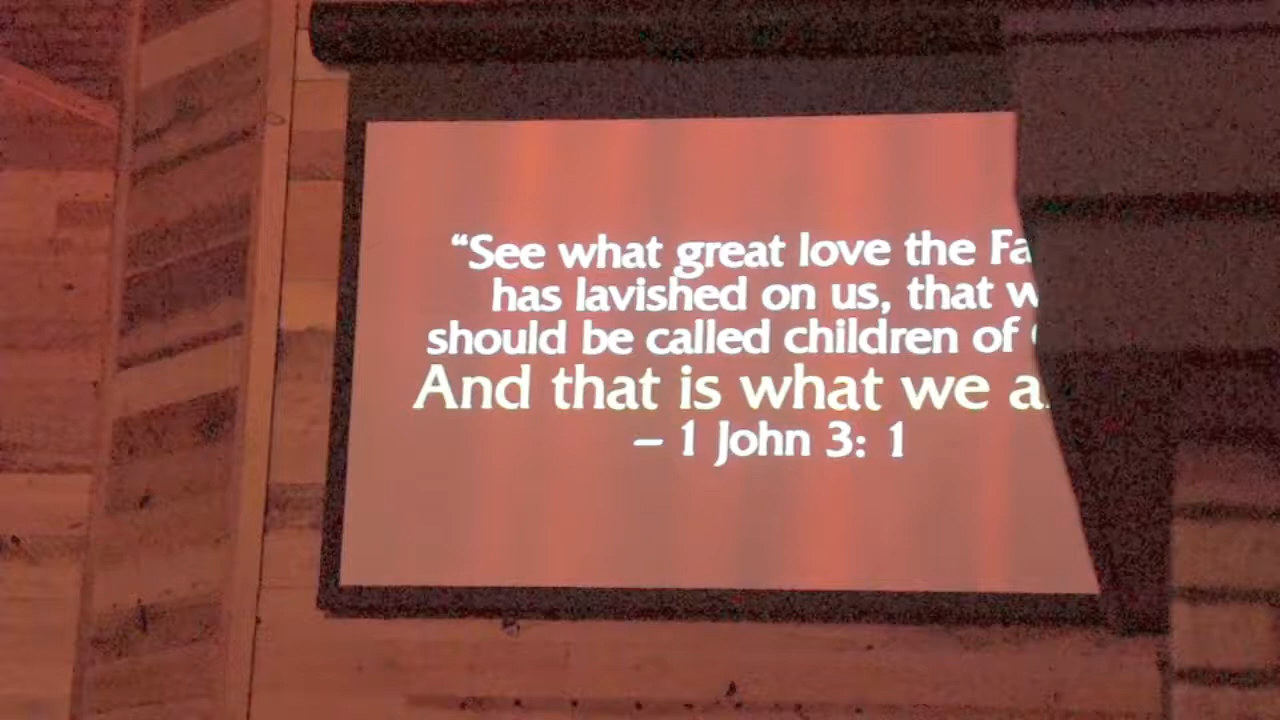 “See what great love the Fa
has lavished on us, that w
should be called children of
And that is what we a
– 1 John 3: 1